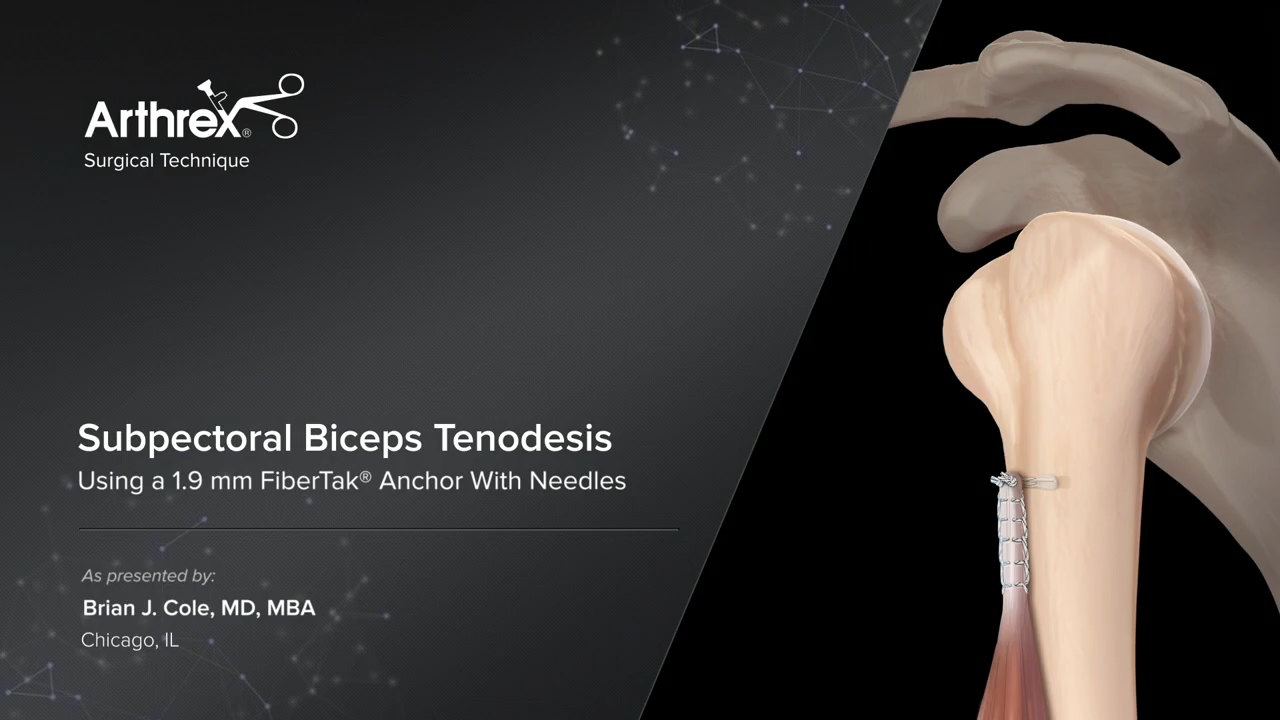 Arthrex®
Surgical Technique
Subpectoral Biceps Tenodesis
Using a 1.9 mm FiberTak® Anchor With Needles
As presented by:
Brian J. Cole, MD, MBA
Chicago, IL